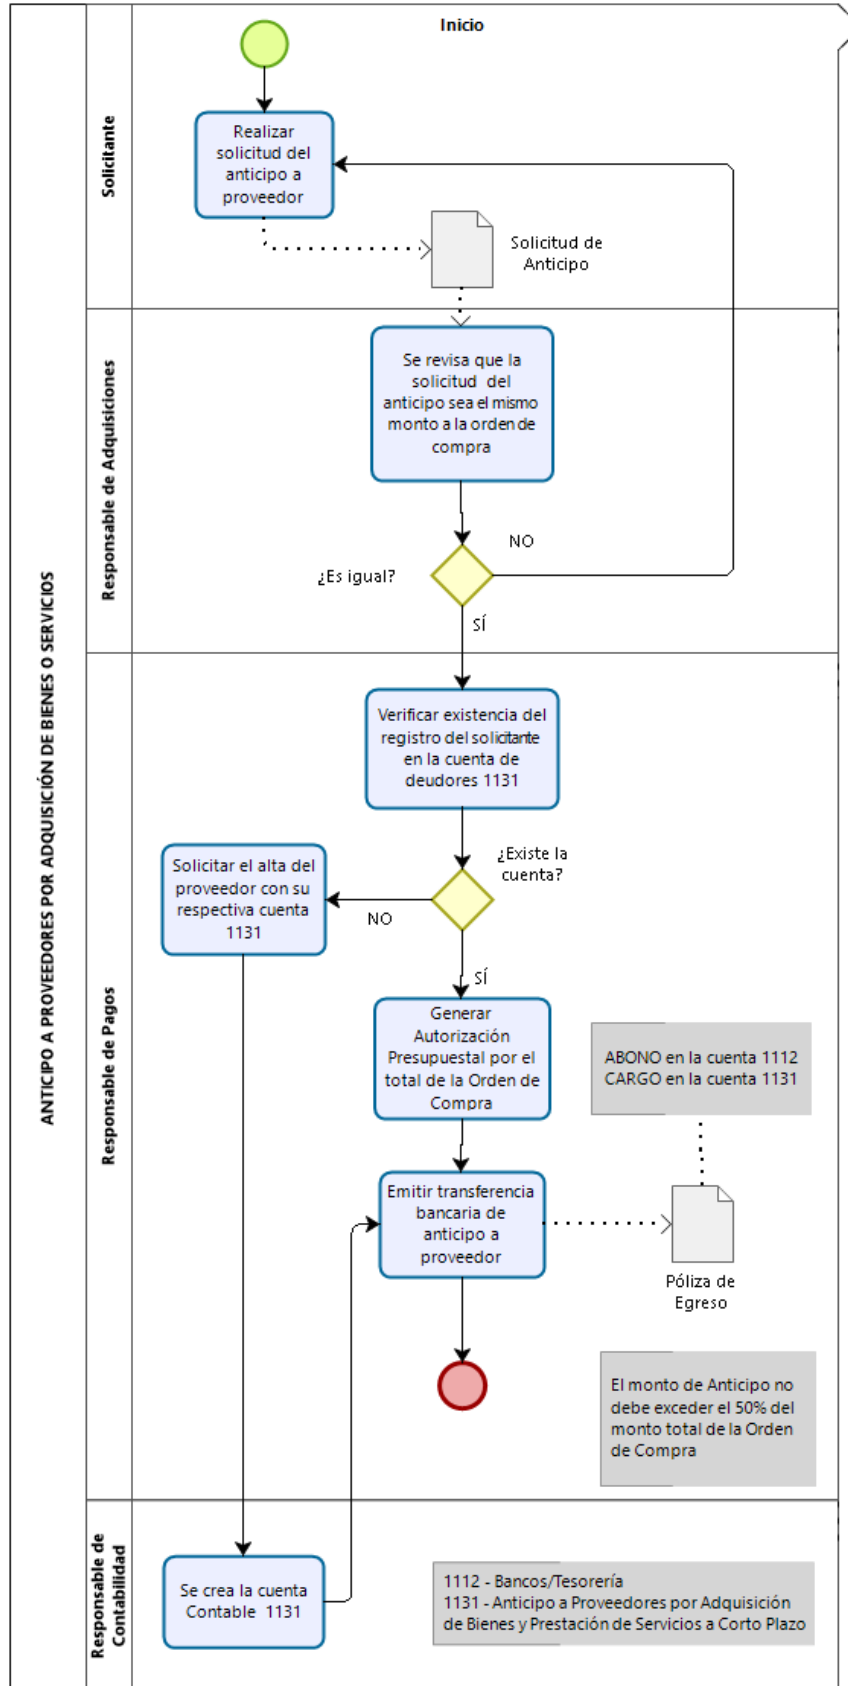 ANTICIPO A PROVEEDORES POR ADQUISICIÓN DE BIENES O SERVICIOS
Inicio
Solicitante
Realizar
solicitud del
anticipo a
proveedor
Solicitud de
Anticipo
Responsable de Adquisiciones
Se revisa que la
solicitud del
anticipo sea el mismo
monto a la orden de
compra
NO
¿Es igual?
SÍ
Responsable de Pagos
Verificar existencia del
registro del solicitante
en la cuenta de
deudores 1131
¿Existe la
cuenta?
Solicitar el alta del
proveedor con su
respectiva cuenta
1131
NO
SÍ
Generar
Autorización
Presupuestal por el
total de la Orden de
Compra
ABONO en la cuenta 1112
CARGO en la cuenta 1131
Emitir transferencia
bancaria de
anticipo a
proveedor
Póliza de
Egreso
El monto de Anticipo no
debe exceder el 50% del
monto total de la Orden
de Compra
Responsable de
Contabilidad
Se crea la cuenta
Contable 1131
1112 - Bancos/Tesorería
1131 - Anticipo a Proveedores por Adquisición
de Bienes y Prestación de Servicios a Corto Plazo